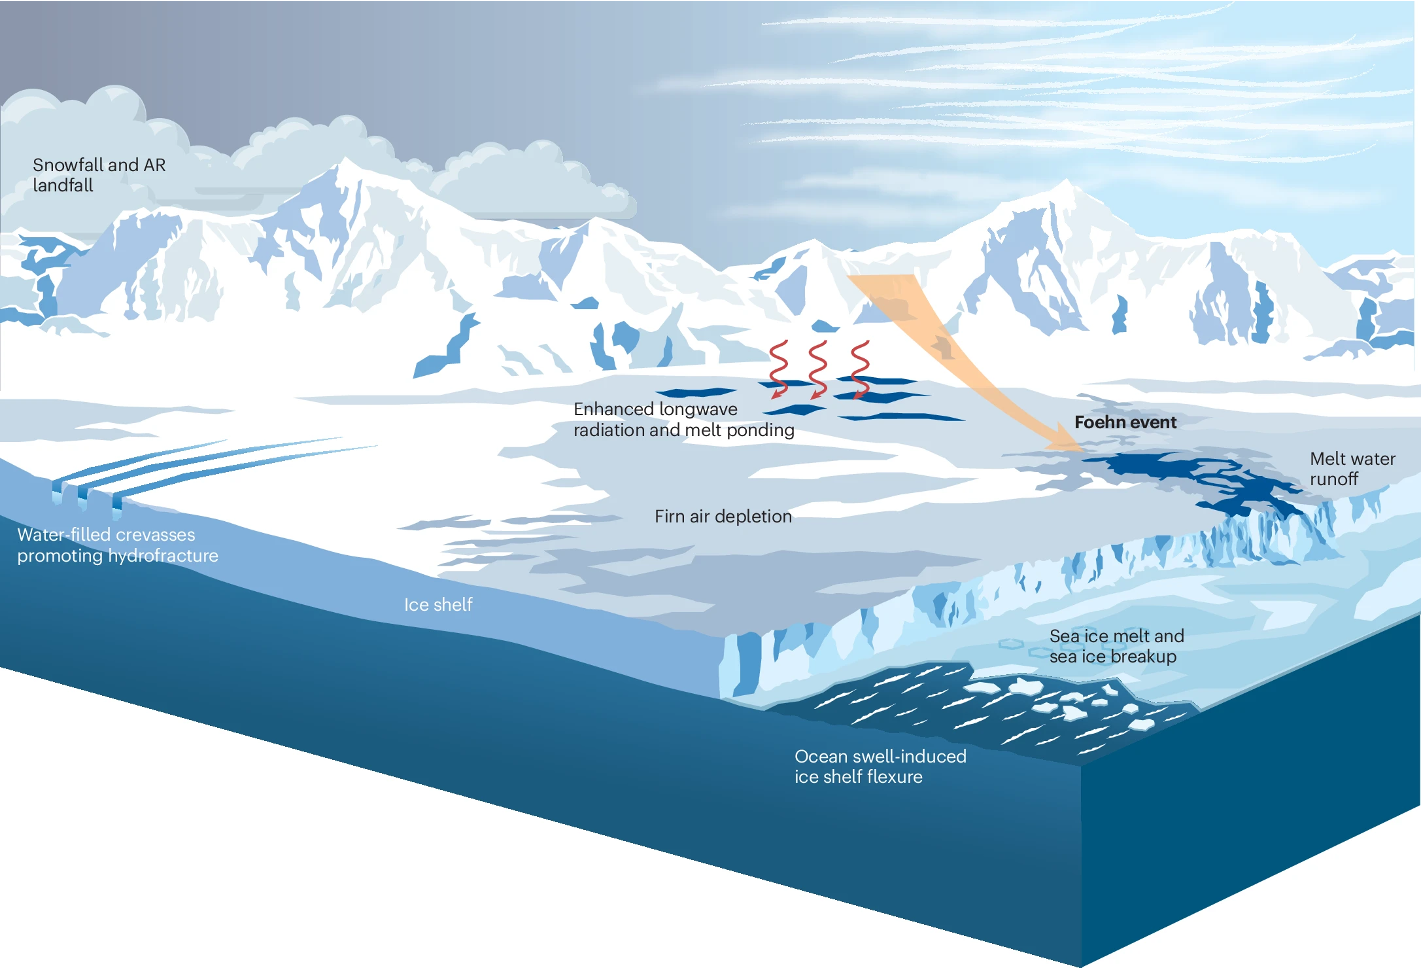 Snowfall and AR
landfall
Enhanced longwave
radiation and melt ponding
Foehn event
Melt water
runoff
Firn air depletion
Water-filled crevasses
promoting hydrofracture
Ice shelf
Sea ice melt and
sea ice breakup
Ocean swell-induced
ice shelf flexure